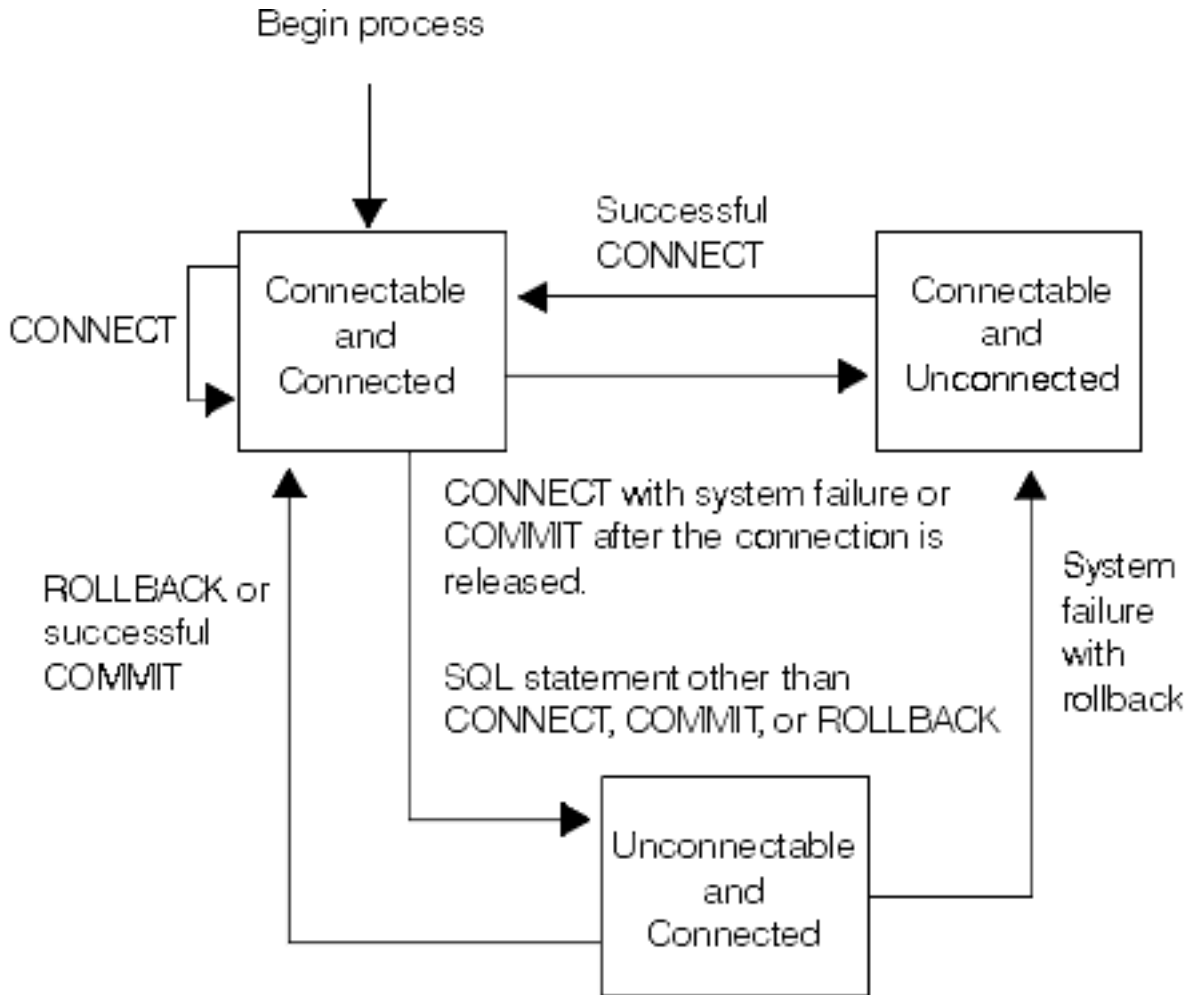 Begin process
Successful
CONNECT
Connectable
and
Connected
Connectable
and
Unconnected
CONNECT
CONNECT with system failure or
COMMIT after the connection is
released.
System
failure
with
rollback
ROLLBACK or
successful
COMMIT
SQL statement other than
CONNECT, COMMIT, or ROLLBACK
Unconnectable
and
Connected